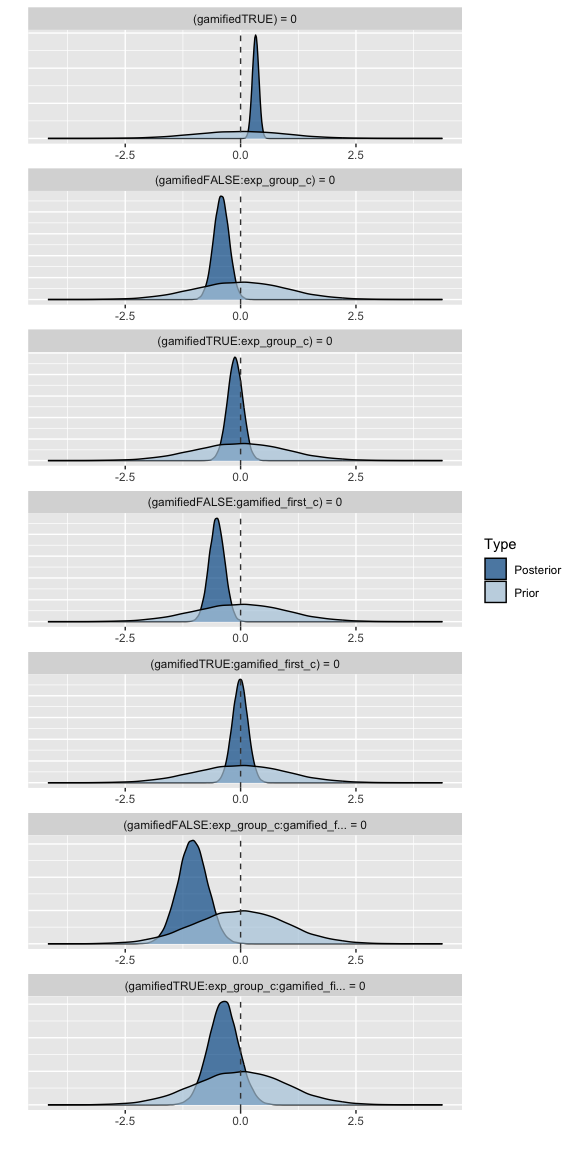 (gamifiedTRUE) = 0
-2.5 0.0 2.5
(gamifiedFALSE:exp_group_c) = 0
-2.5 0.0 2.5
(gamifiedTRUE:exp_group_c) = 0
-2.5 0.0 2.5
(gamifiedFALSE:gamified_first_c) = 0
-2.5 0.0 2.5
Type
Posterior
Prior
(gamifiedTRUE:gamified_first_c) = 0
-2.5 0.0 2.5
(gamifiedFALSE:exp_group_c:gamified_f... = 0
-2.5 0.0 2.5
(gamifiedTRUE:exp_group_c:gamified_fi... = 0
-2.5 0.0 2.5